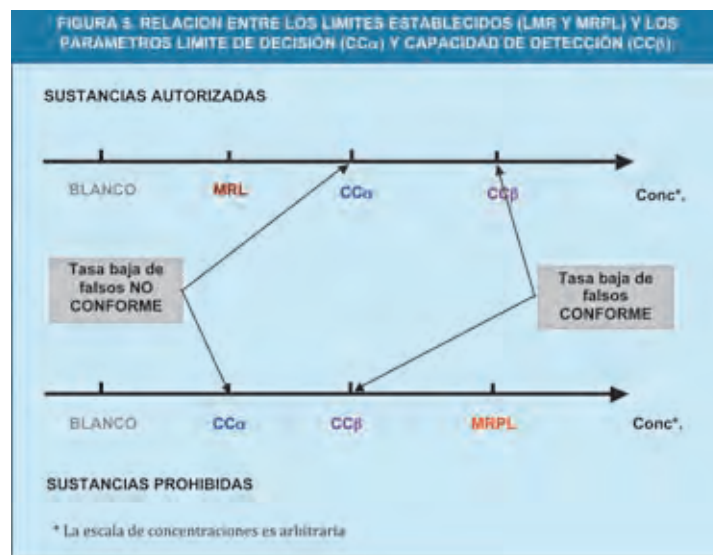 FIGURA 5. RELACION ENTRE LOS LIMITES ESTABLECIDOS (LMR Y MRPL) Y LOS
PARAMETROS LIMITE DE DECISIÓN (CCα) Y CAPACIDAD DE DETECCIÓN (CCβ).
SUSTANCIAS AUTORIZADAS
BLANCO MRL CCα CCβ Conc*.
Tasa baja de
falsos NO
CONFORME
Tasa baja de
falsos
CONFORME
BLANCO CCα CCβ MRPL Conc*.
SUSTANCIAS PROHIBIDAS
* La escala de concentraciones es arbitraria